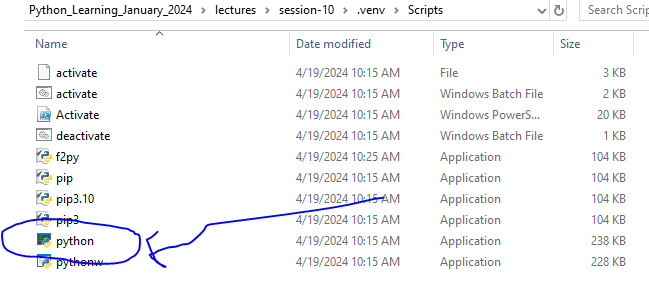 Python_Learning_January_2024 > lectures > session-10 > .venv > Scripts Search Scrip
Name Date modified Type Size
activate 4/19/2024 10:15 AM File 3 KB
activate 4/19/2024 10:15 AM Windows Batch File 2 KB
Activate 4/19/2024 10:15 AM Windows PowerS... 20 KB
deactivate 4/19/2024 10:15 AM Windows Batch File 1 KB
f2py 4/19/2024 10:25 AM Application 104 KB
pip 4/19/2024 10:15 AM Application 104 KB
pip3.10 4/19/2024 10:15 AM Application 104 KB
pip3 4/19/2024 10:15 AM Application 104 KB
python 4/19/2024 10:15 AM Application 238 KB
pythonw 4/19/2024 10:15 AM Application 228 KB